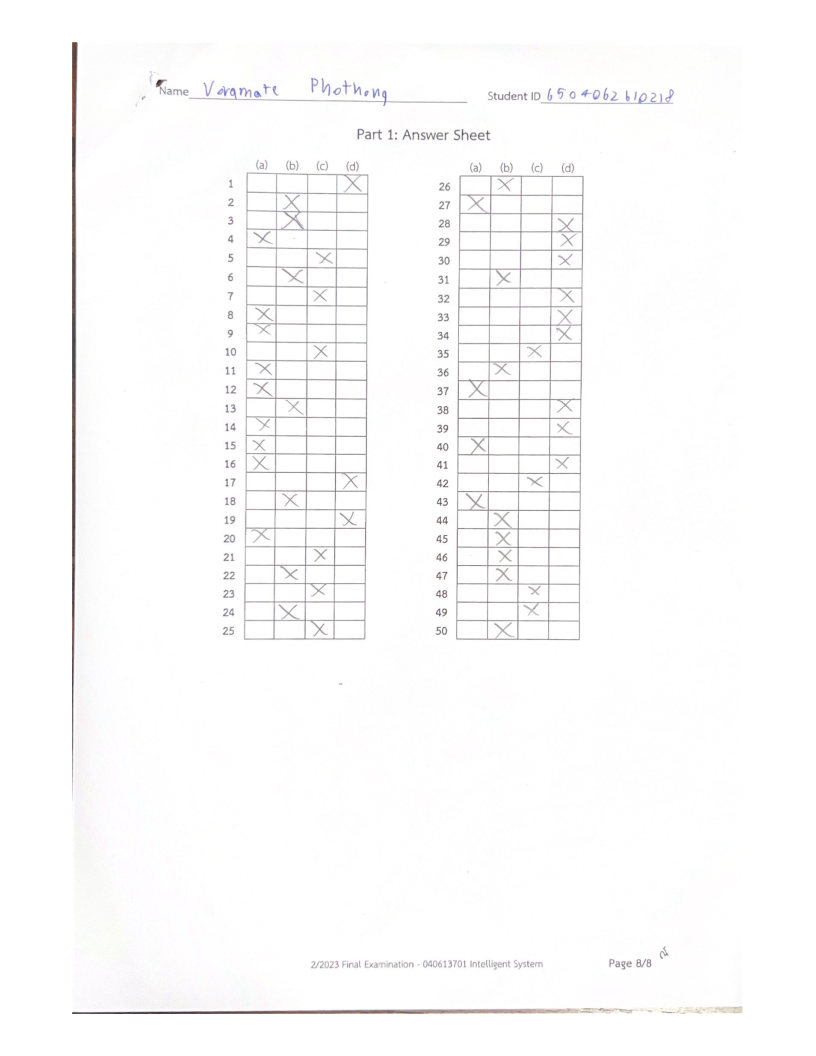 Name Voramate Phothong Student ID 6504062610218
Part 1: Answer Sheet
(a) (b) (c) (d) (a) (b) (c) (d)
1 X 26 X
2 X 27 X
3 X 28 X
4 X 29 X
5 X 30 X
6 X 31 X
7 X 32 X
8 X 33 X
9 X 34 X
10 X 35 X
11 X 36 X
12 X 37 X
13 X 38 X
14 X 39 X
15 X 40 X
16 X 41 X
17 X 42 X
18 X 43 X
19 X 44 X
20 X 45 X
21 X 46 X
22 X 47 X
23 X 48 X
24 X 49 X
25 X 50 X
2/2023 Final Examination - 040613701 Intelligent System Page 8/8